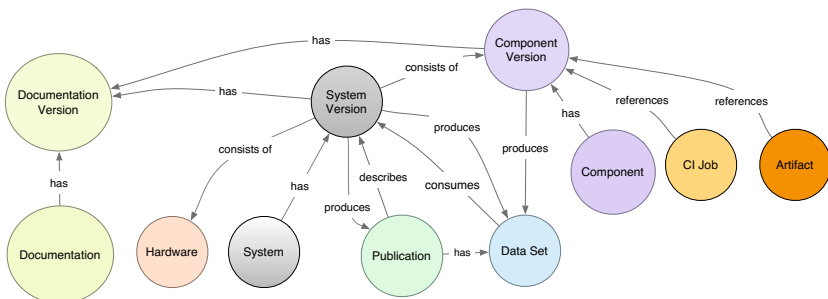 has
Component
Version
consists of
Documentation
Version
has
System
Version
references
references
produces
has
produces
consists of
Component
CI Job
Artifact
has
has
describes
consumes
produces
Documentation
Hardware
System
Publication
has
Data Set